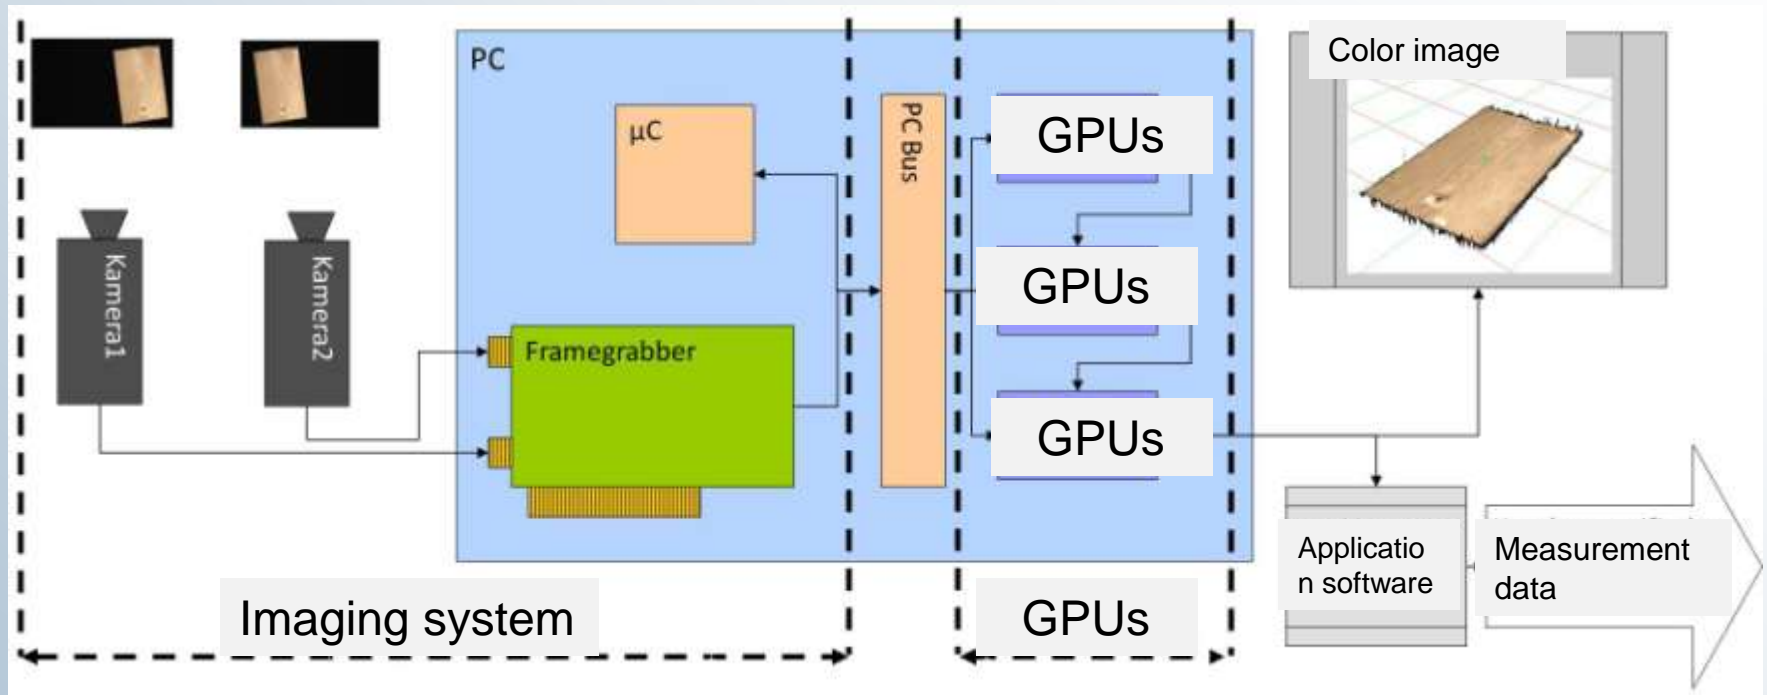 PC
Color image
µC
PC Bus
GPUs
GPUs
GPUs
Kamera1
Kamera2
Framegrabber
Applicatio
n software
Measurement
data
Imaging system
GPUs